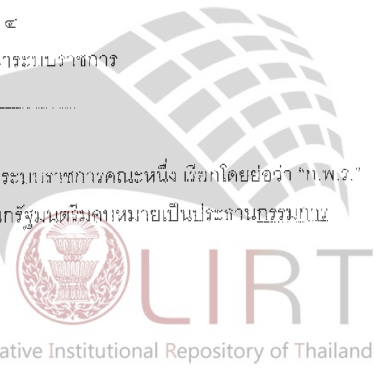 ๕
าระบบราชการ
ระบบราชการคณะหนึ่ง เรียกโดยย่อว่า “ก.พ.ร.”
นกรัฐมนตรีมอบหมายเป็นประธานกรรมการ
LIRT
ative Institutional Repository of Thailand